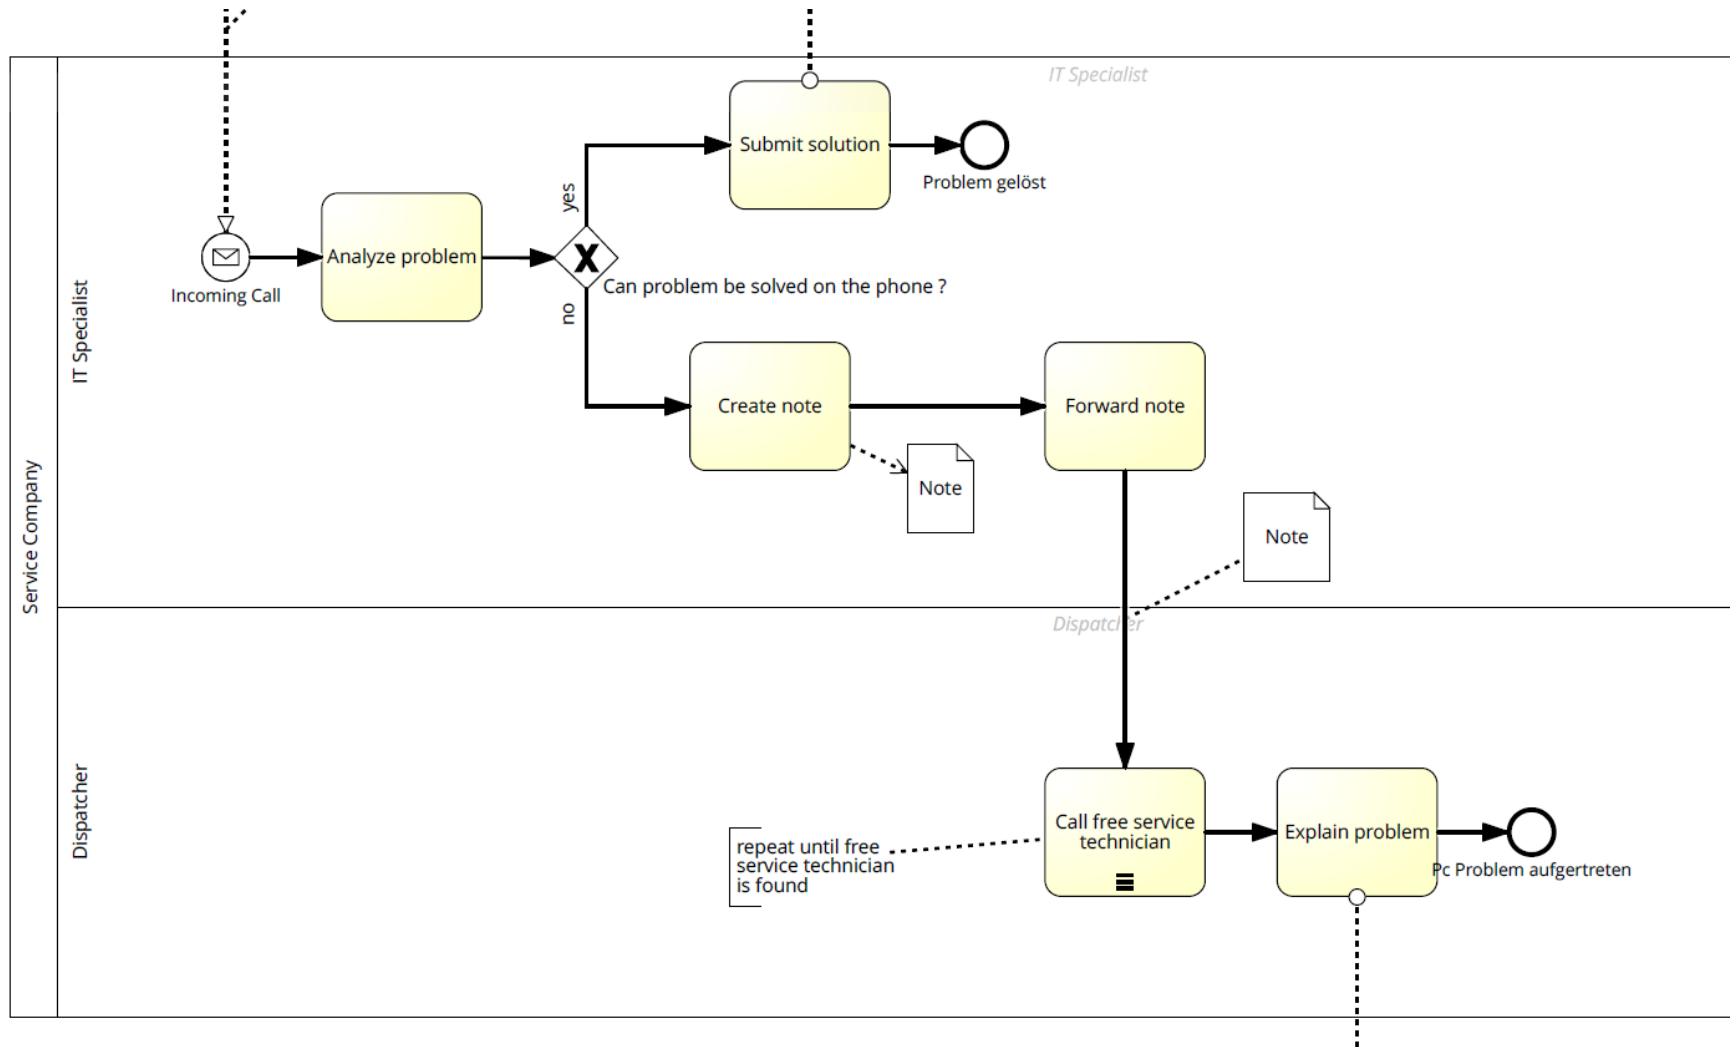 IT Specialist
Submit solution
Problem gelöst
yes
Analyze problem
Incoming Call
Can problem be solved on the phone ?
no
IT Specialist
Create note
Forward note
Note
Note
Service Company
Dispatcher
Dispatcher
Call free service
technician
Explain problem
repeat until free
service technician
is found
Pc Problem aufgertreten